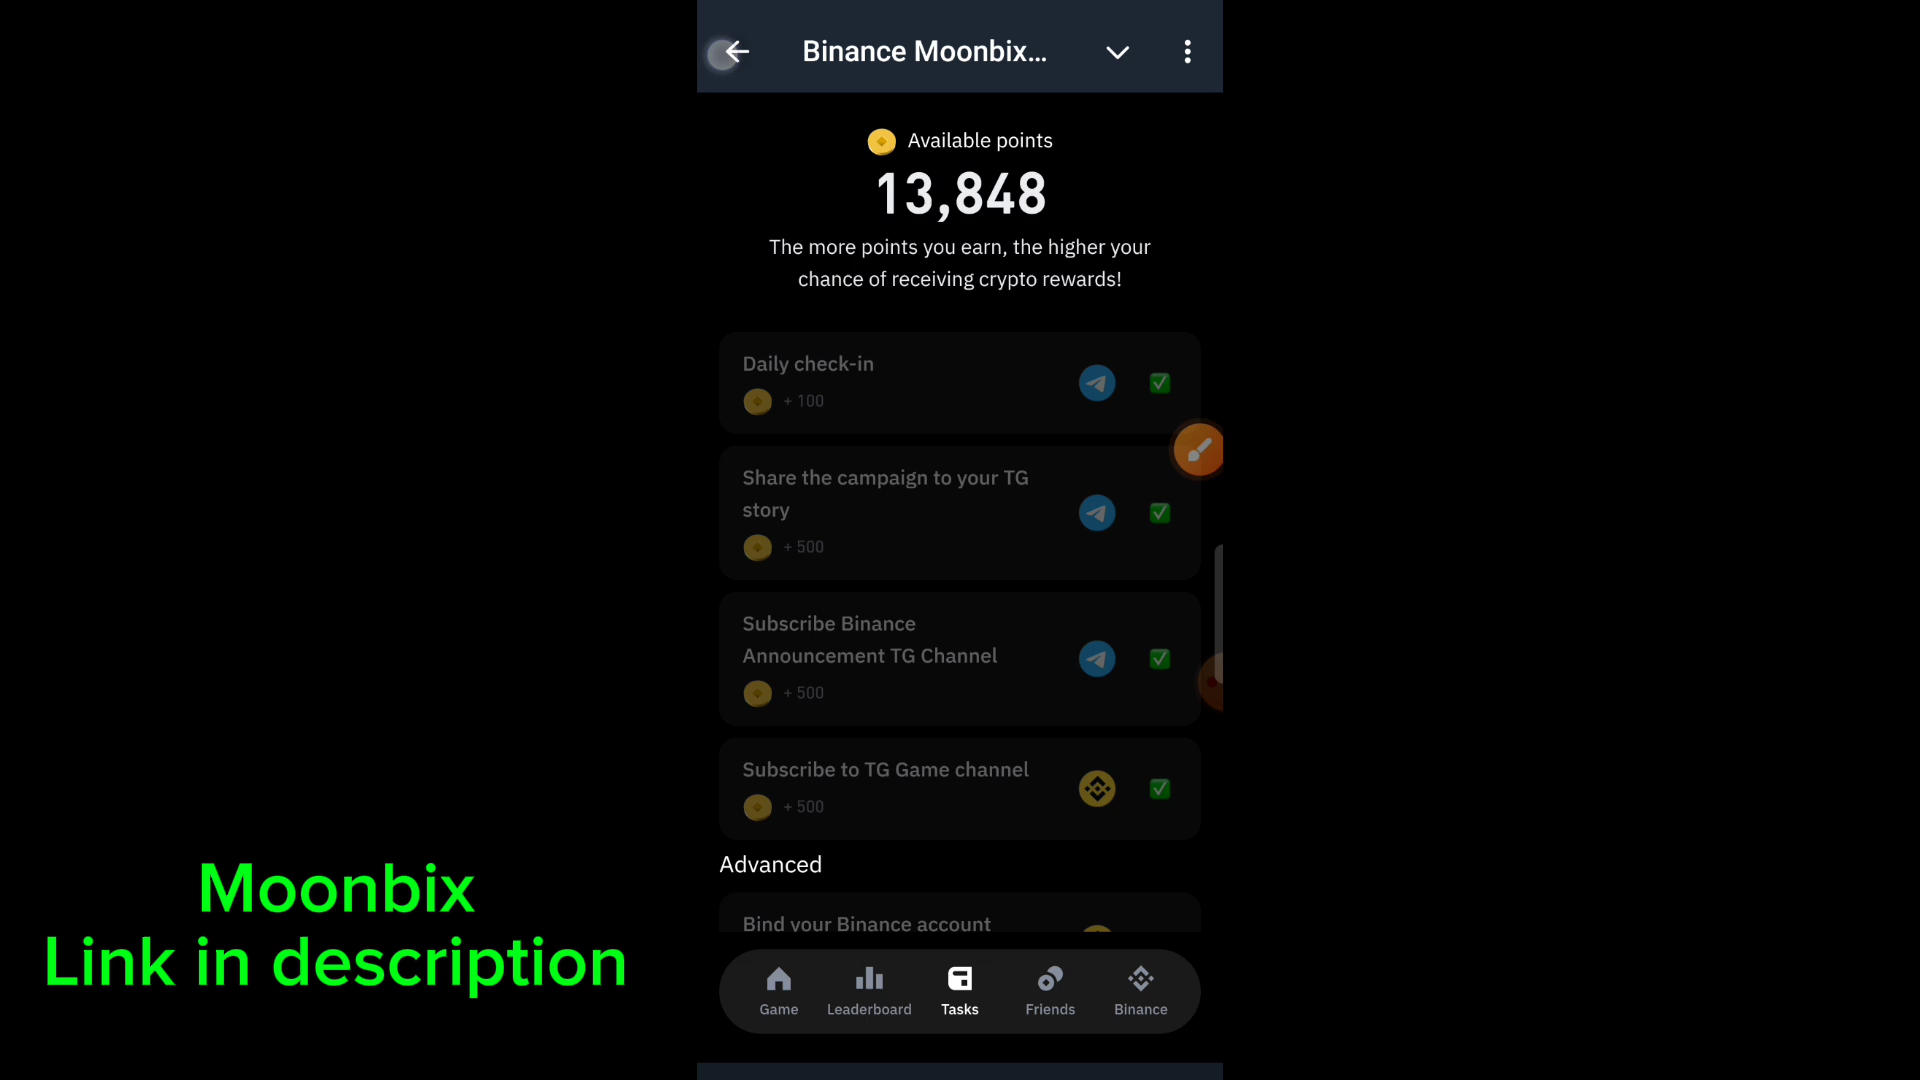 Binance Moonbix...
Available points
13,848
The more points you earn, the higher your
chance of receiving crypto rewards!
Daily check-in
+ 100
Share the campaign to your TG
story
+ 500
Subscribe Binance
Announcement TG Channel
+ 500
Subscribe to TG Game channel
+ 500
Advanced
Bind your Binance account
Game
Leaderboard
Tasks
Friends
Binance
Moonbix
Link in description